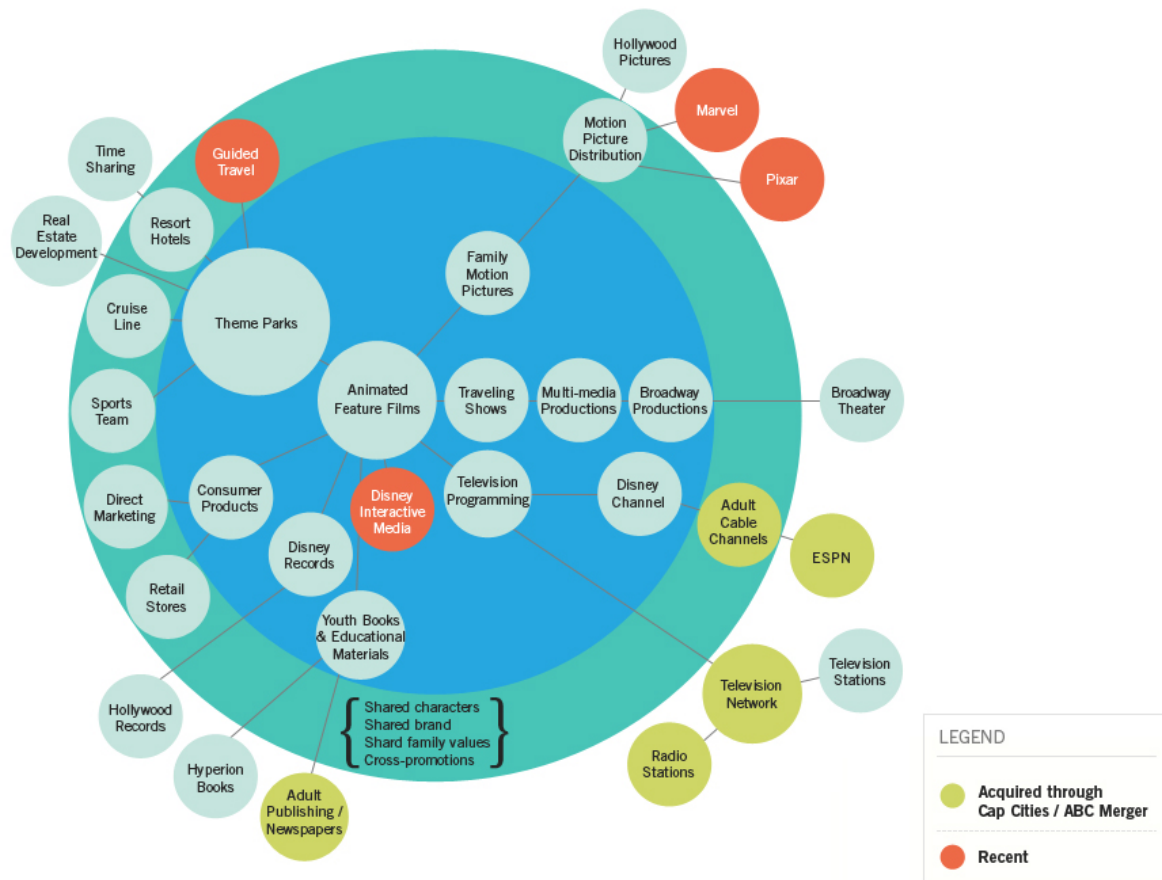 Hollywood
Pictures
Marvel
Motion
Picture
Distribution
Pixar
Time
Sharing
Guided
Travel
Real
Estate
Development
Resort
Hotels
Family
Motion
Pictures
Cruise
Line
Theme Parks
Animated
Feature Films
Traveling
Shows
Multi-media
Productions
Broadway
Productions
Broadway
Theater
Sports
Team
Direct
Marketing
Consumer
Products
Disney
Interactive
Media
Television
Programming
Disney
Channel
Adult
Cable
Channels
ESPN
Disney
Records
Retail
Stores
Youth Books
& Educational
Materials
Television
Stations
Television
Network
Hollywood
Records
Shared characters
Shared brand
Shard family values
Cross-promotions
Radio
Stations
Hyperion
Books
Adult
Publishing /
Newspapers
LEGEND
Acquired through
Cap Cities / ABC Merger
Recent